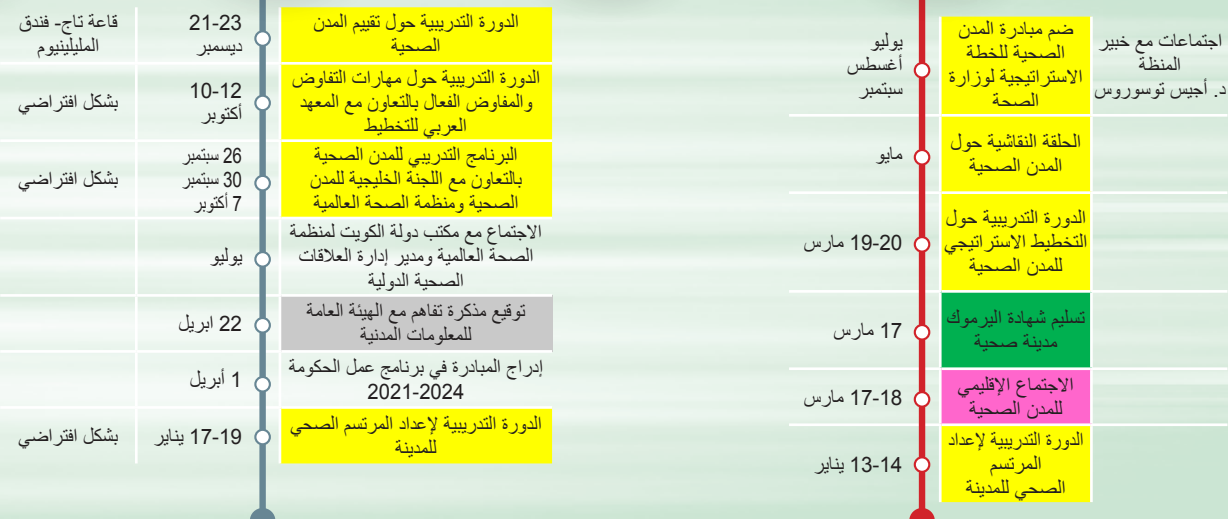 اجتماعات مع خبير
المنظة
د. أجيس توسوروس
ضم مبادرة المدن
الصحية للخطة
الاستراتيجية لوزارة
الصحة
يوليو
أغسطس
سبتمبر
الحلقة النقاشية حول
المدن الصحية
مايو
الدورة التدريبية حول
التخطيط الاستراتيجي
للمدن الصحية
19-20 مارس
تسليم شهادة اليرموك
مدينة صحية
17 مارس
الاجتماع الإقليمي
للمدن الصحية
17-18 مارس
الدورة التدريبية لإعداد
المرتسم
الصحي للمدينة
13-14 يناير
الدورة التدريبية حول تقييم المدن
الصحية
21-23
ديسمبر
قاعة تاج- فندق
المليلينيوم
الدورة التدريبية حول مهارات التفاوض
والمفاوض الفعال بالتعاون مع المعهد
العربي للتخطيط
10-12
أكتوبر
بشكل افتراضي
البرنامج التدريبي للمدن الصحية
بالتعاون مع اللجنة الخليجية للمدن
الصحية ومنظمة الصحة العالمية
26 سبتمبر
30 سبتمبر
7 أكتوبر
بشكل افتراضي
الاجتماع مع مكتب دولة الكويت لمنظمة
الصحة العالمية ومدير إدارة العلاقات
الصحية الدولية
يوليو
توقيع مذكرة تفاهم مع الهيئة العامة
للمعلومات المدنية
22 ابريل
إدراج المبادرة في برنامج عمل الحكومة
2021-2024
1 أبريل
الدورة التدريبية لإعداد المرتسم الصحي
للمدينة
17-19 يناير
بشكل افتراضي